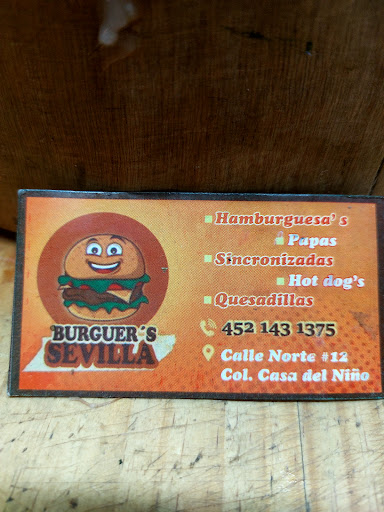 Hamburguesa's
Papas
Sincronizadas
Hot dog's
Quesadillas
BURGUER'S
SEVILLA
452 143 1375
Calle Norte #12
Col. Casa del Niño